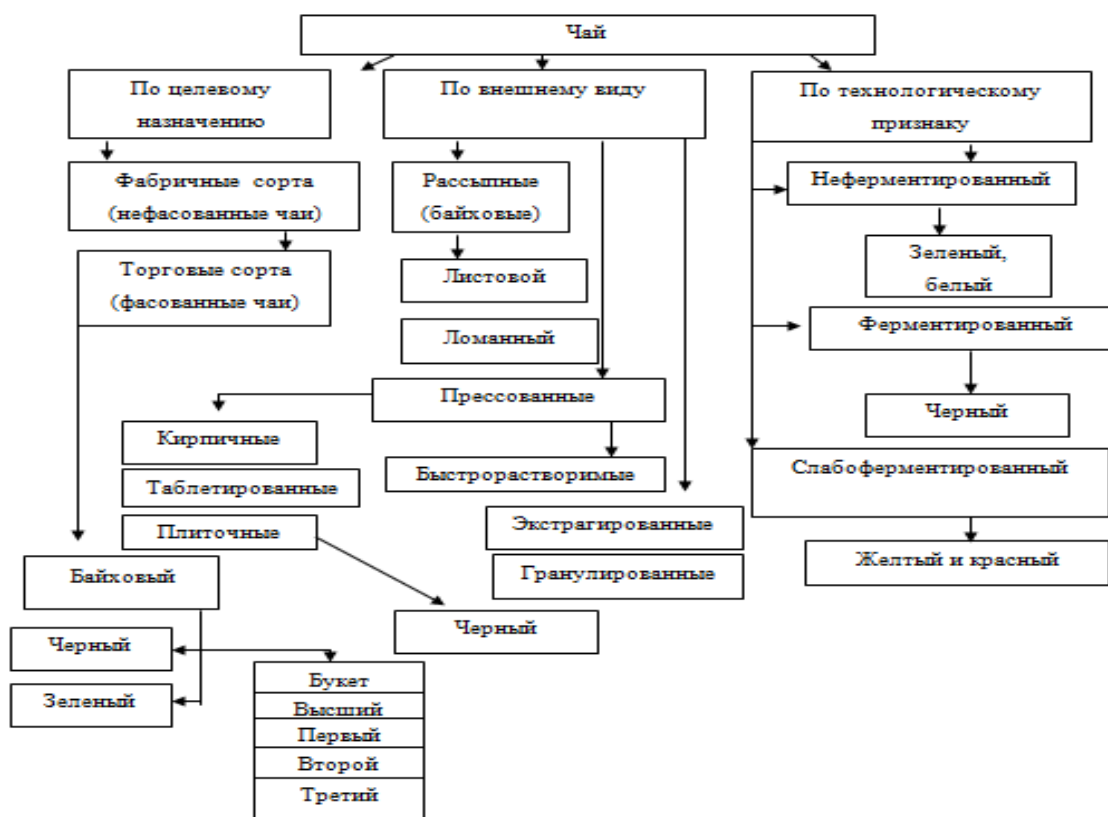 Чай
По целевому
назначению
По внешнему виду
По технологическому
признаку
Фабричные сорта
(нефасованные чаи)
Рассыпные
(байховые)
Неферментированный
Торговые сорта
(фасованные чаи)
Листовой
Зеленый,
белый
Ломанный
Ферментированный
Прессованные
Черный
Кирпичные
Быстрорастворимые
Слабоферментированный
Таблетированные
Плиточные
Экстрагированные
Байховый
Гранулированные
Желтый и красный
Черный
Черный
Зеленый
Букет
Высший
Первый
Второй
Третий